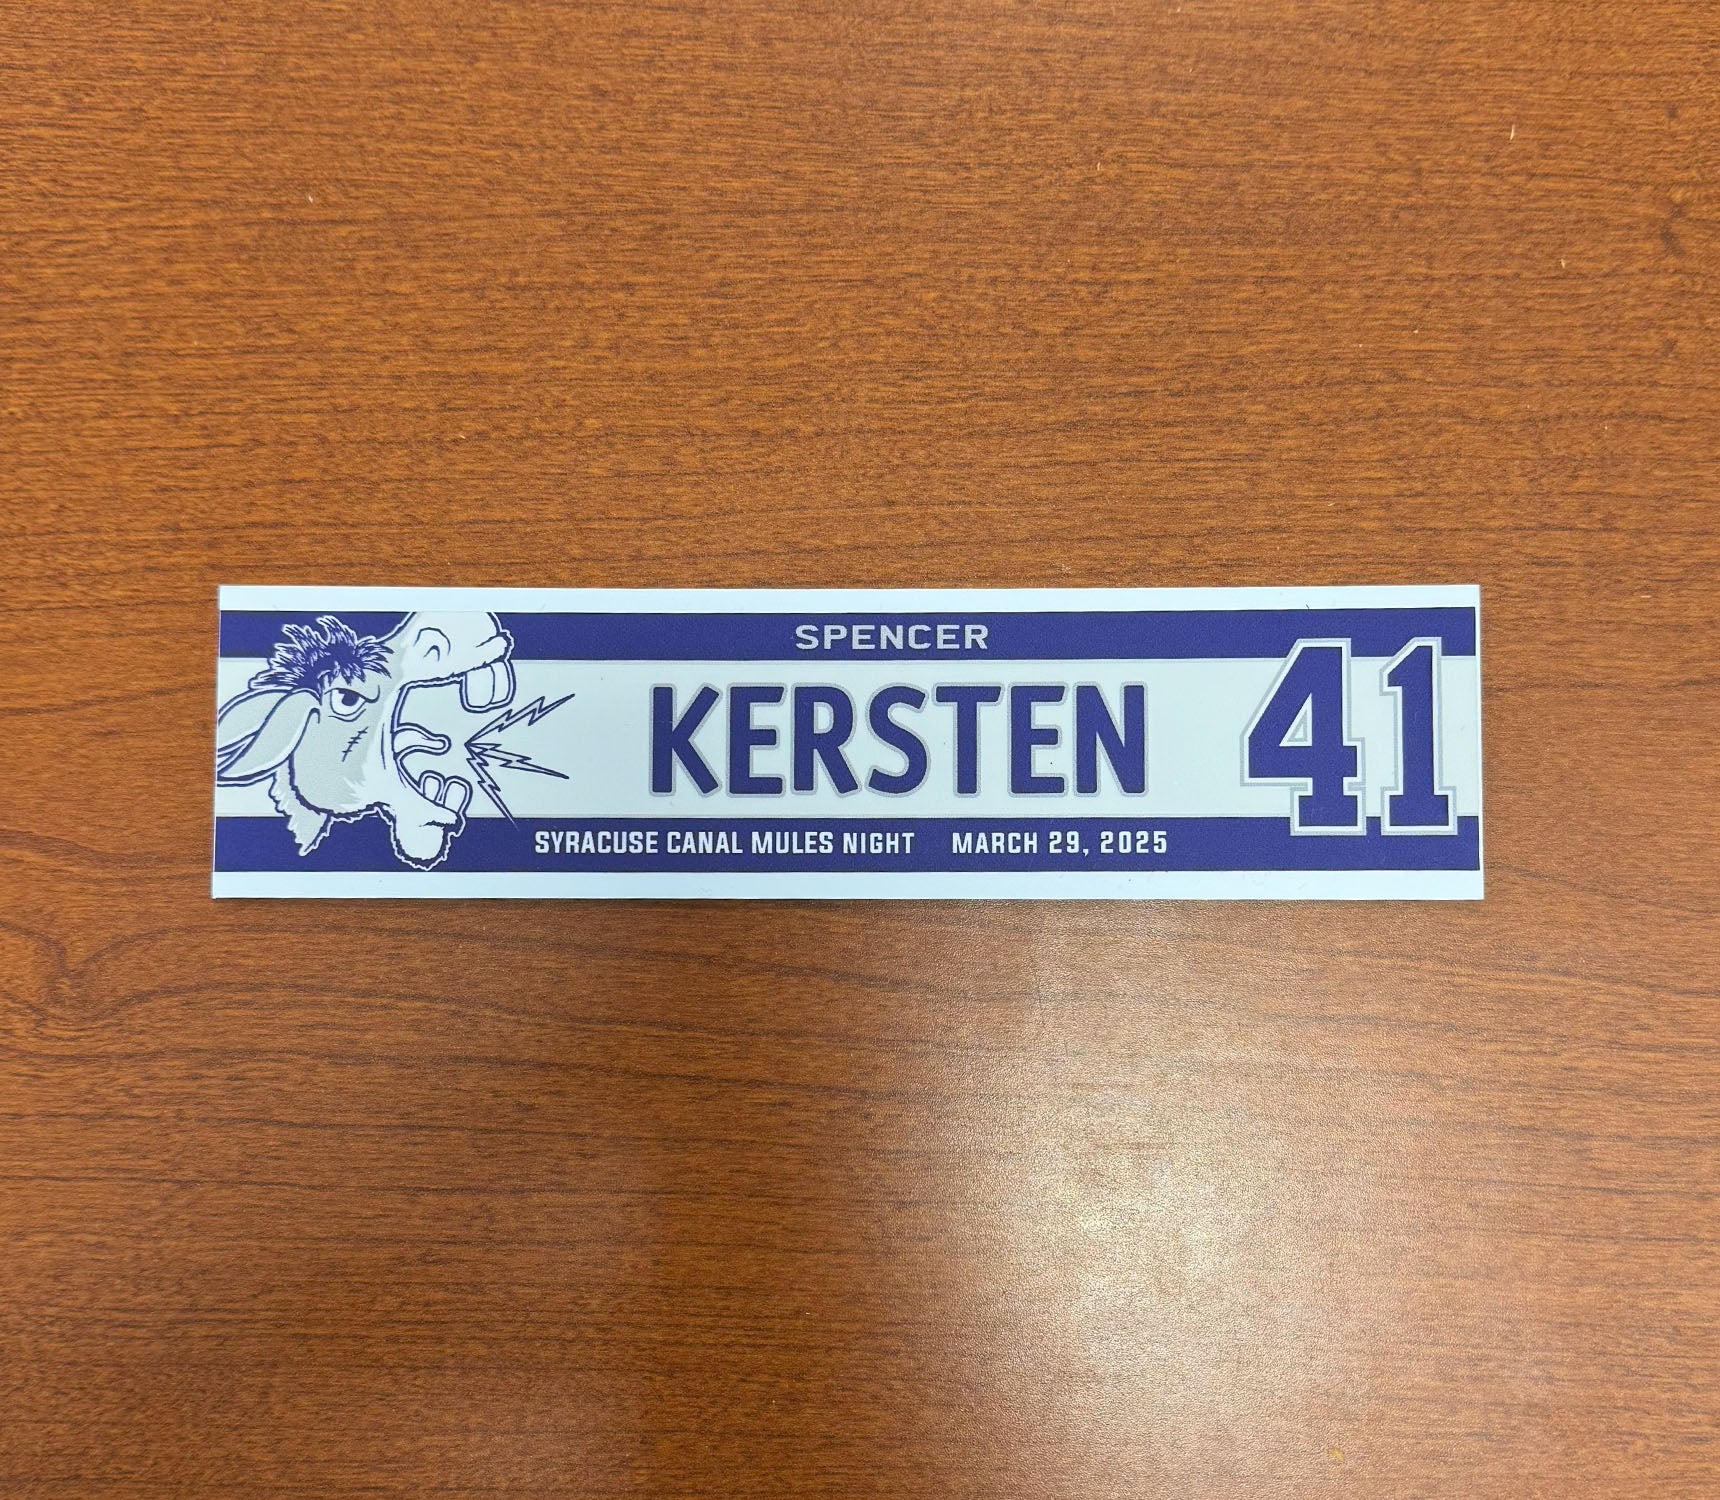 SPENCER
KERSTEN
41
SYRACUSE CANAL MULES NIGHT MARCH 29, 2025